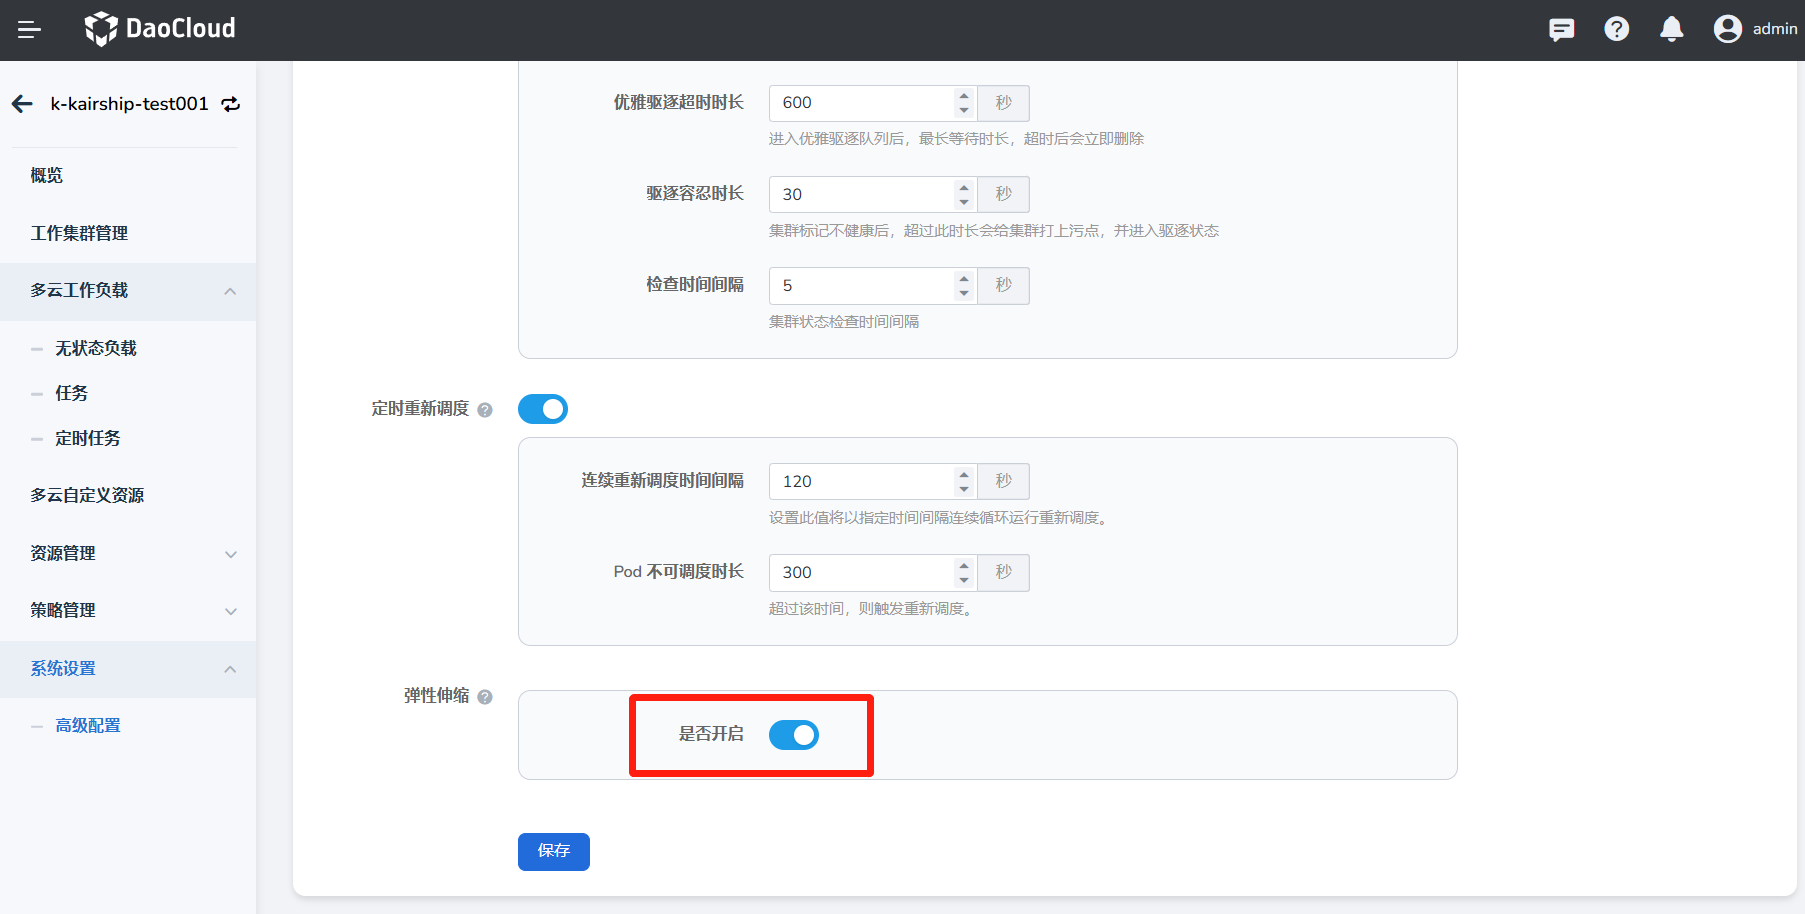 DaoCloud
admin
k-kairship-test001
概览
工作集群管理
多云工作负载
无状态负载
任务
定时任务
多云自定义资源
资源管理
策略管理
系统设置
高级配置
优雅驱逐超时时长 600 秒
进入优雅驱逐队列后，最长等待时长，超时后会立即删除
驱逐容忍时长 30 秒
集群标记不健康后，超过此时长会给集群打上污点，并进入驱逐状态
检查时间间隔 5 秒
集群状态检查时间间隔
定时重新调度
连续重新调度时间间隔 120 秒
设置此值将以指定时间间隔连续循环运行重新调度。
Pod 不可调度时长 300 秒
超过该时间，则触发重新调度。
弹性伸缩
是否开启
保存